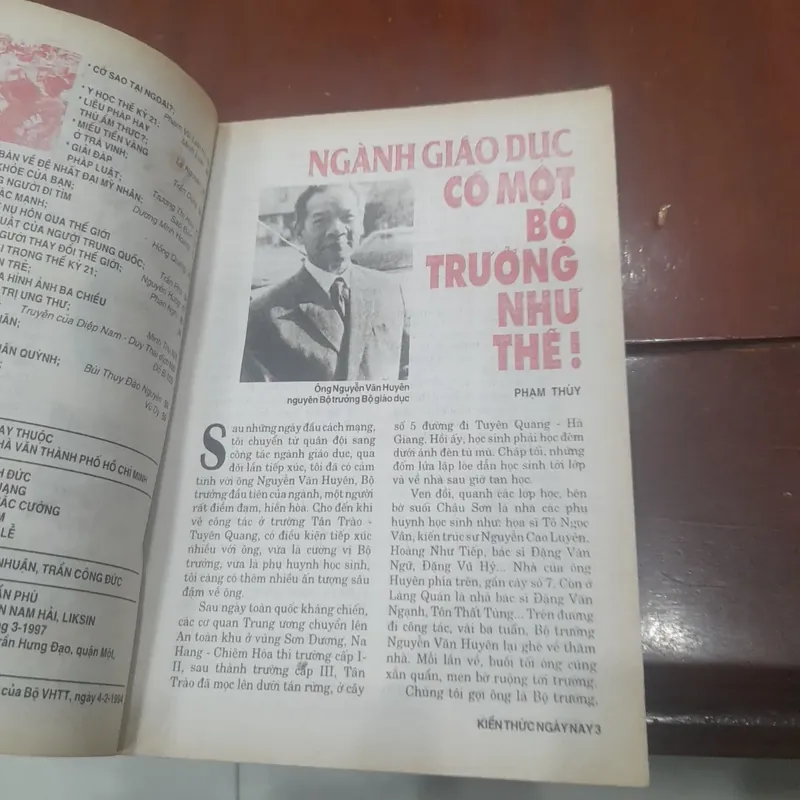 * CỜ SAO TẠI NGOÀI?:
* Y HỌC THẾ KỶ 21:
* LIỆU PHÁP HAY
THÚ ẨM THỰC?:
* MIẾU TIỀN VÃNG
Ở TRÀ VINH:
* GIẢI ĐÁP
PHÁP LUẬT:
BÀN VỀ ĐỆ NHẤT ĐẠI MỸ NHÂN:
KHỎE CỦA BẠN;
NGƯỜI ĐI TÌM
NỤ HÔN QUA THẾ GIỚI
CỦA NGƯỜI TRUNG QUỐC;
THAY ĐỔI THẾ GIỚI;
TRONG THẾ KỶ 21;
HÌNH ẢNH BA CHIỀU
TRỊ UNG THƯ;
Truyện của Diệp Nam - Duy Thái
QUỲNH;
Bùi Thụy Đào Nguyên
THUỘC
VĂN THÀNH PHỐ HỒ CHÍ MINH
ĐỨC
CƯỜNG
LỄ
NHUẬN, TRẦN CÔNG ĐỨC
PHÚ
NAM HẢI, LIKSIN
3-1997
Hưng Đạo, quận Một,
của Bộ VHTT, ngày 4-2-1994
NGÀNH GIÁO DỤC
CÓ MỘT
BỘ
TRƯỞNG
NHƯ
THẾ!
PHẠM THỦY
Ông Nguyễn Văn Huyên
nguyên Bộ trưởng Bộ giáo dục
Sau những ngày đầu cách mạng,
tôi chuyển từ quân đội sang
công tác ngành giáo dục, qua
đôi lần tiếp xúc, tôi đã có cảm
tình với ông Nguyễn Văn Huyên, Bộ
trưởng đầu tiên của ngành, một người
rất điềm đạm, hiền hòa. Cho đến khi
về công tác ở trường Tân Trào -
Tuyên Quang, có điều kiện tiếp xúc
nhiều với ông, vừa là cương vị Bộ
trưởng, vừa là phụ huynh học sinh,
tôi càng có thêm nhiều ấn tượng sâu
đậm về ông.
Sau ngày toàn quốc kháng chiến,
các cơ quan Trung ương chuyển lên
An toàn khu ở vùng Sơn Dương, Na
Hang - Chiêm Hóa thì trường cấp I-
II, sau thành trường cấp III, Tân
Trào đã mọc lên dưới tán rừng, ở cây
số 5 đường đi Tuyên Quang - Hà
Giang. Hồi ấy, học sinh phải học đêm
dưới ánh đèn tù mù. Chập tối, những
đốm lửa lập lòe dẫn học sinh tới lớp
và về nhà sau giờ tan học.
Ven đồi, quanh các lớp học, bên
bờ suối Châu Sơn là nhà các phụ
huynh học sinh như: họa sĩ Tô Ngọc
Vân, kiến trúc sư Nguyễn Cao Luyện,
Hoàng Như Tiếp, bác sĩ Đặng Văn
Ngữ, Đặng Vũ Hỷ... Nhà của ông
Huyên phía trên, gần cây số 7. Còn ở
Làng Quán là nhà bác sĩ Đặng Văn
Ngạnh, Tôn Thất Tùng... Trên đường
đi công tác, vài ba tuần, Bộ trưởng
Nguyễn Văn Huyên lại ghé về thăm
nhà. Mỗi lần về, buổi tối ông cũng
xắn quần, men bờ ruộng tới trường.
Chúng tôi gọi ông là Bộ trưởng,
KIẾN THỨC NGÀY NAY 3